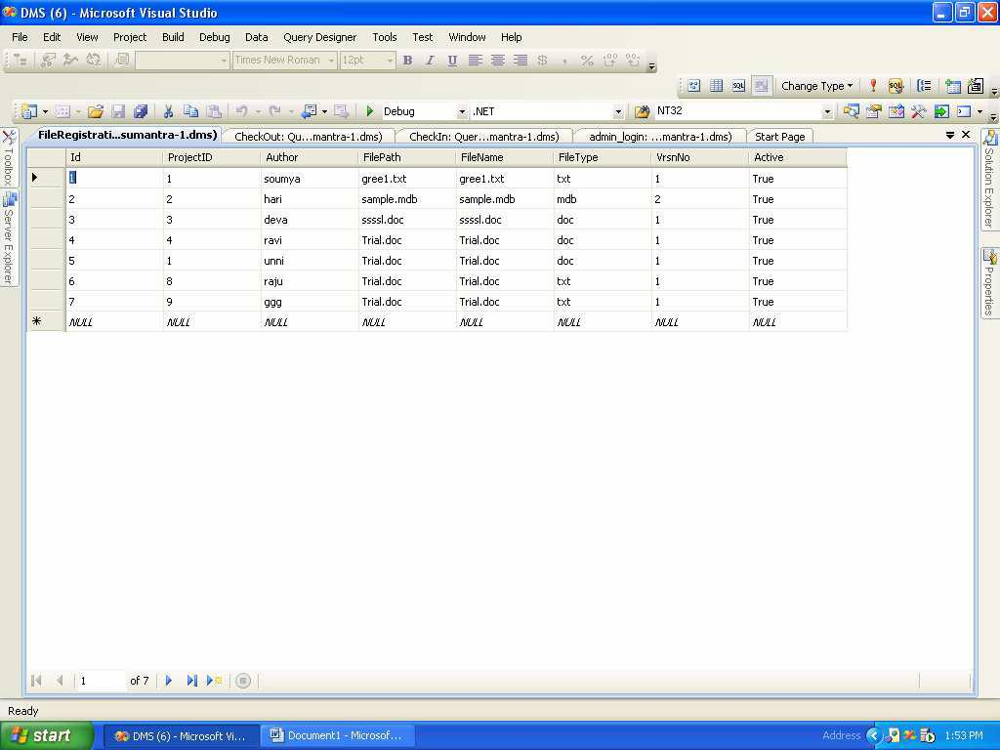 DMS (6) - Microsoft Visual Studio
File Edit View Project Build Debug Data Query Designer Tools Test Window Help
Times New Roman 12pt B I U $ , %
SQL Change Type SQL
Debug .NET NT32
FileRegistrati...sumantra-1.dms) CheckOut: Qu...mantra-1.dms) CheckIn: Quer...mantra-1.dms) admin_login: ...mantra-1.dms) Start Page
Toolbox
Server Explorer
Id ProjectID Author FilePath FileName FileType VrsnNo Active
1 1 soumya gree1.txt gree1.txt txt 1 True
2 2 hari sample.mdb sample.mdb mdb 2 True
3 3 deva ssssl.doc ssssl.doc doc 1 True
4 4 ravi Trial.doc Trial.doc doc 1 True
5 1 unni Trial.doc Trial.doc doc 1 True
6 8 raju Trial.doc Trial.doc txt 1 True
7 9 ggg Trial.doc Trial.doc txt 1 True
NULL NULL NULL NULL NULL NULL NULL NULL
Solution Explorer
Properties
1 of 7
Ready
start DMS (6) - Microsoft Vi... Document1 - Microsof... Address 1:53 PM